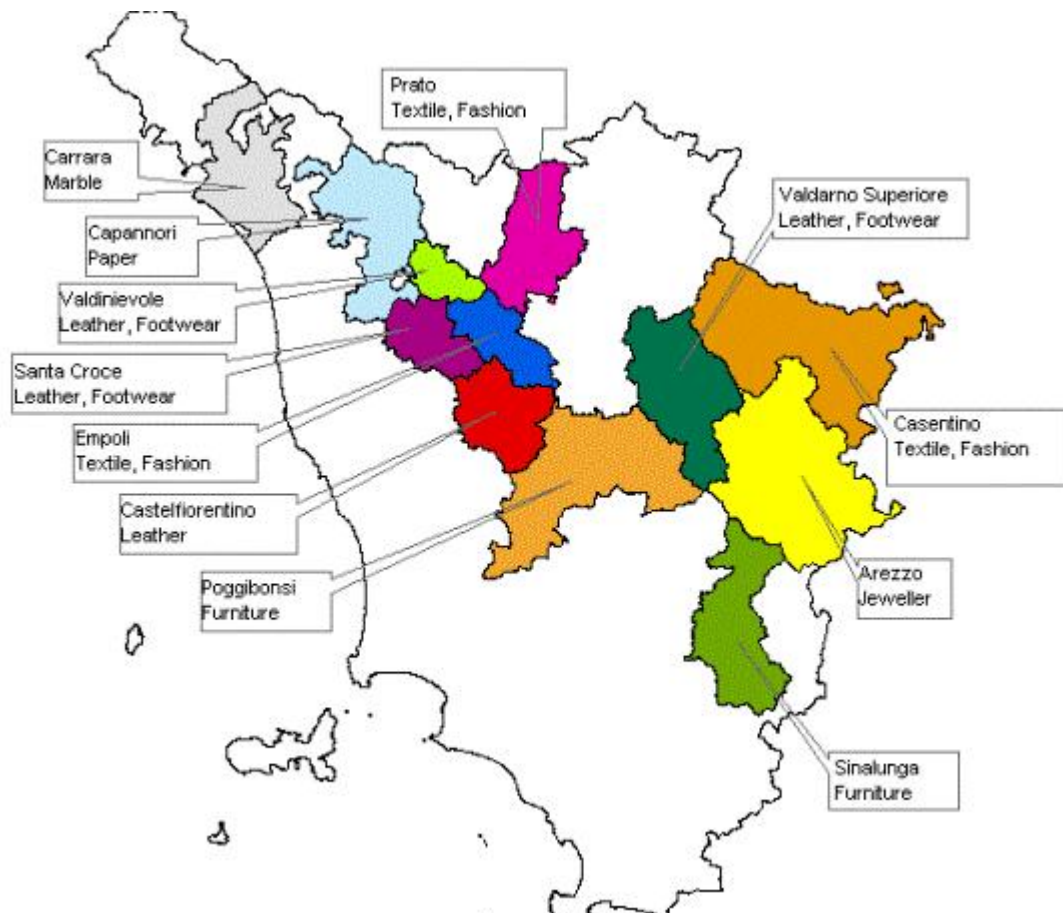 Prato
Textile, Fashion
Carrara
Marble
Valdarno Superiore
Leather, Footwear
Capannori
Paper
Valdinievole
Leather, Footwear
Santa Croce
Leather, Footwear
Empoli
Textile, Fashion
Casentino
Textile, Fashion
Castelfiorentino
Leather
Poggibonsi
Furniture
Arezzo
Jeweller
Sinalunga
Furniture